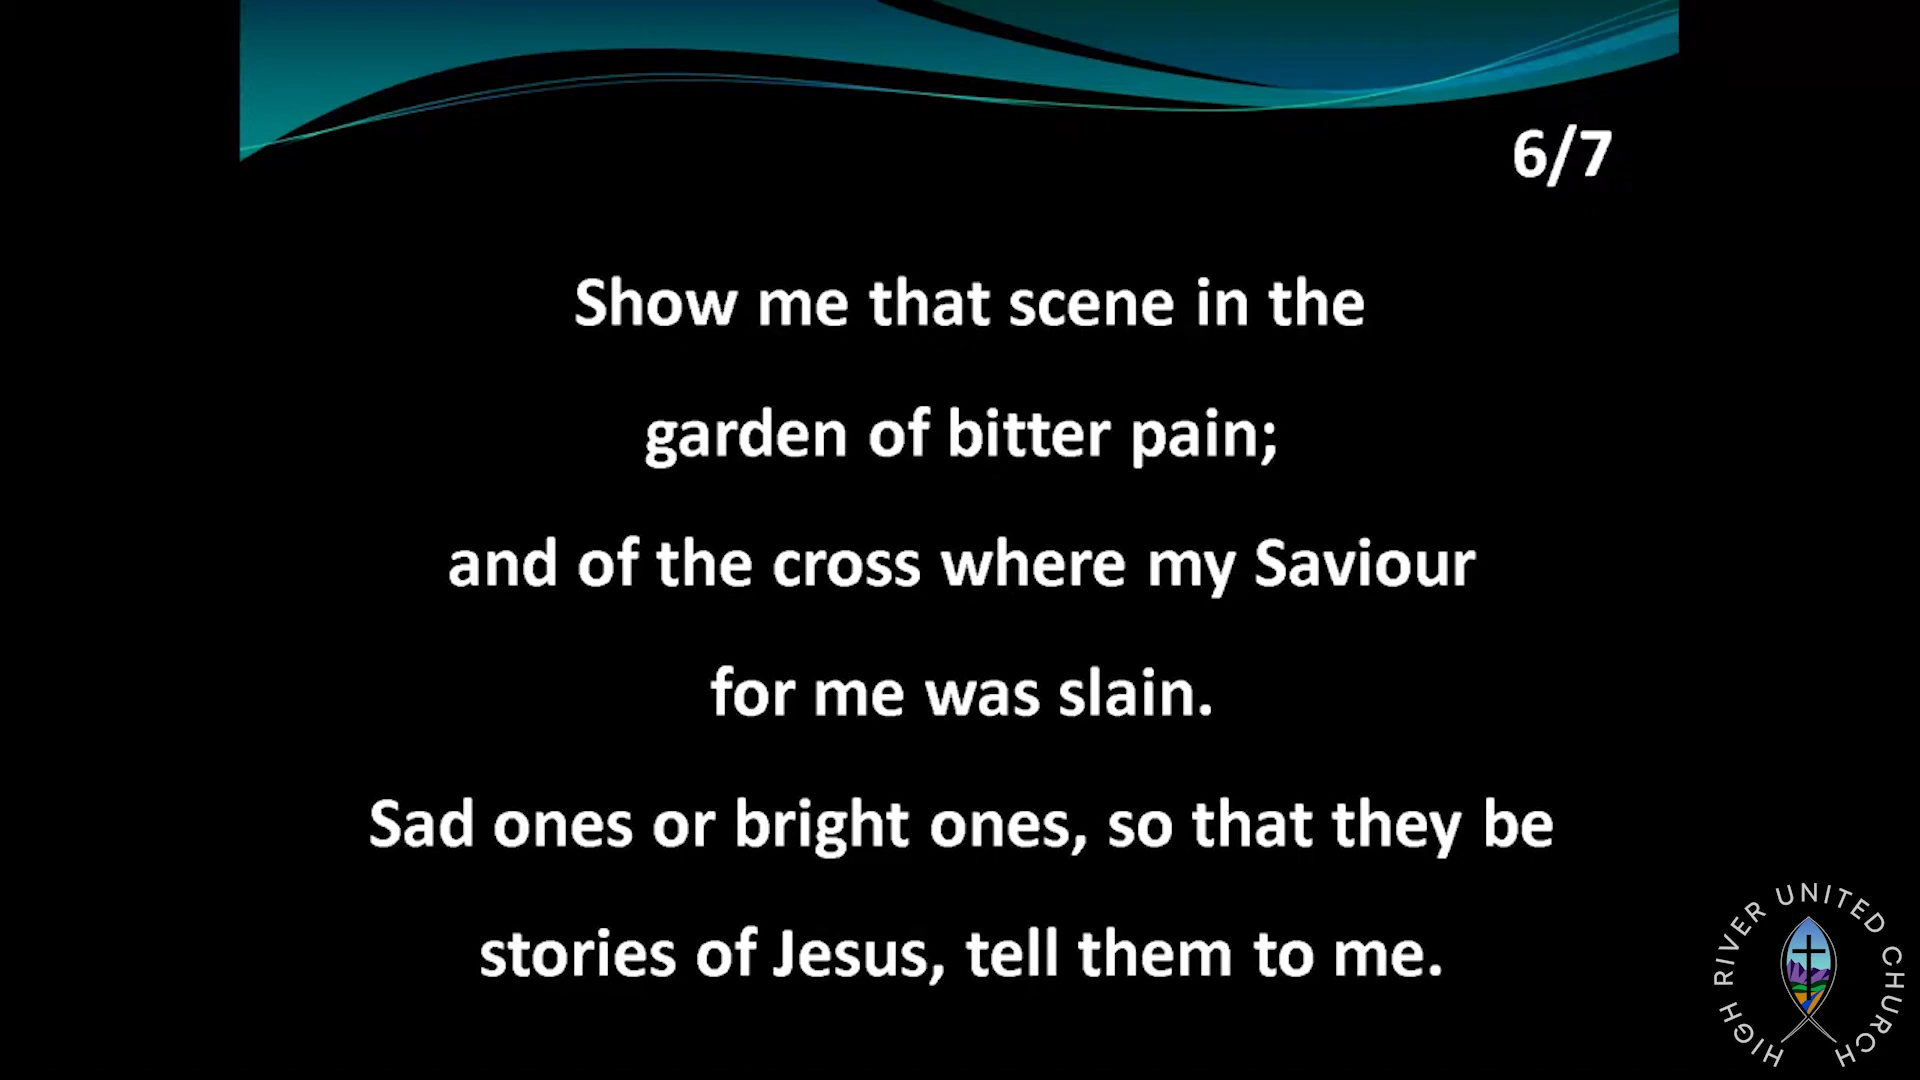 6/7
Show me that scene in the
garden of bitter pain;
and of the cross where my Saviour
for me was slain.
Sad ones or bright ones, so that they be
stories of Jesus, tell them to me.
HIGH RIVER UNITED CHURCH